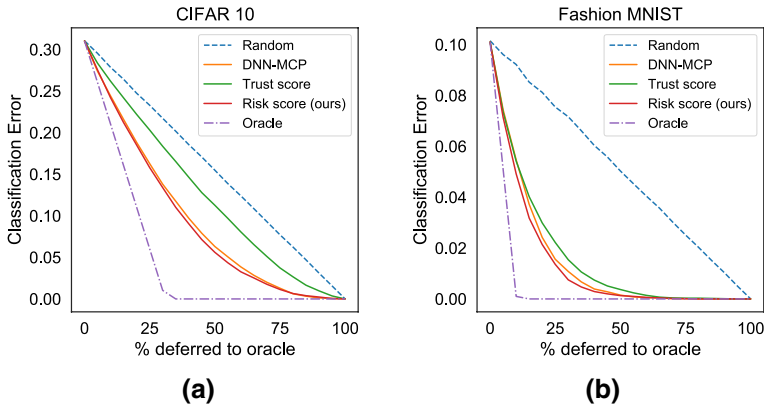 CIFAR 10
0.30
0.25
0.20
0.15
0.10
0.05
0.00
Classification Error
Random
DNN-MCP
Trust score
Risk score (ours)
Oracle
0 25 50 75 100
% deferred to oracle
(a)
Fashion MNIST
0.10
0.08
0.06
0.04
0.02
0.00
Classification Error
Random
DNN-MCP
Trust score
Risk score (ours)
Oracle
0 25 50 75 100
% deferred to oracle
(b)